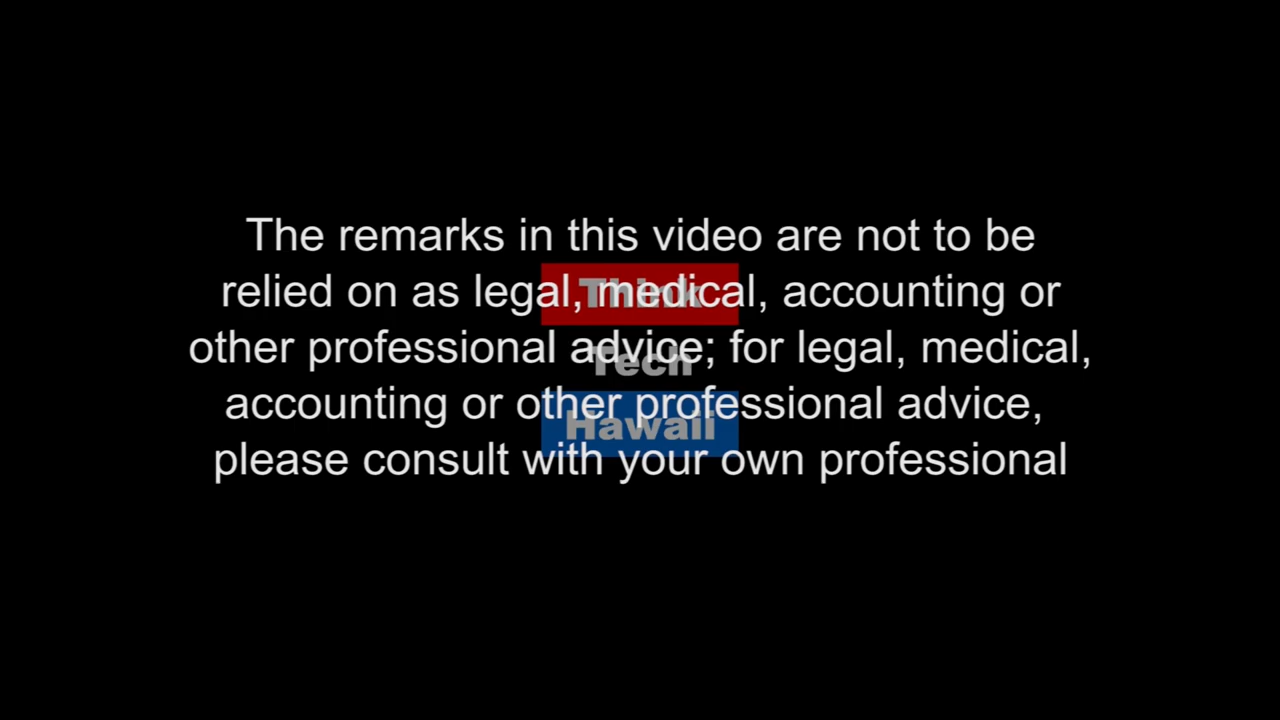 The remarks in this video are not to be
relied on as legal, medical, accounting or
other professional advice; for legal, medical,
accounting or other professional advice,
please consult with your own professional
Think
Tech
Hawaii